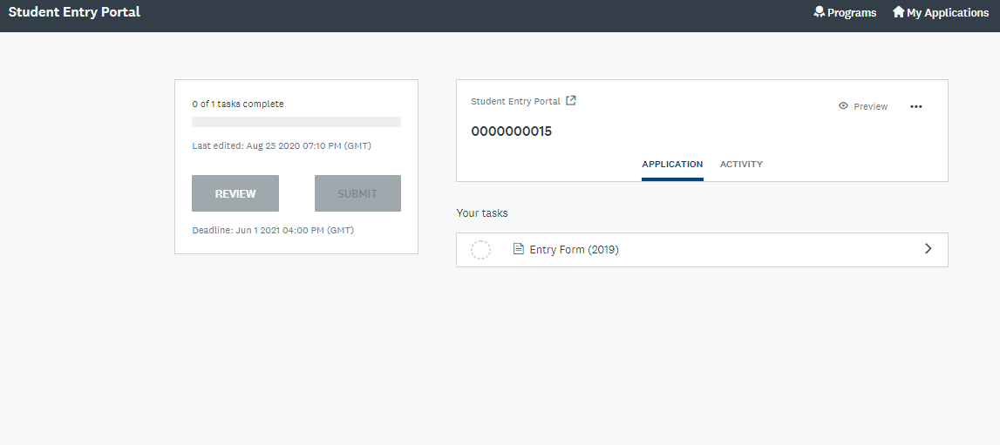 Student Entry Portal
Programs
My Applications
0 of 1 tasks complete
Last edited: Aug 25 2020 07:10 PM (GMT)
REVIEW
SUBMIT
Deadline: Jun 1 2021 04:00 PM (GMT)
Student Entry Portal
Preview
0000000015
APPLICATION
ACTIVITY
Your tasks
Entry Form (2019)